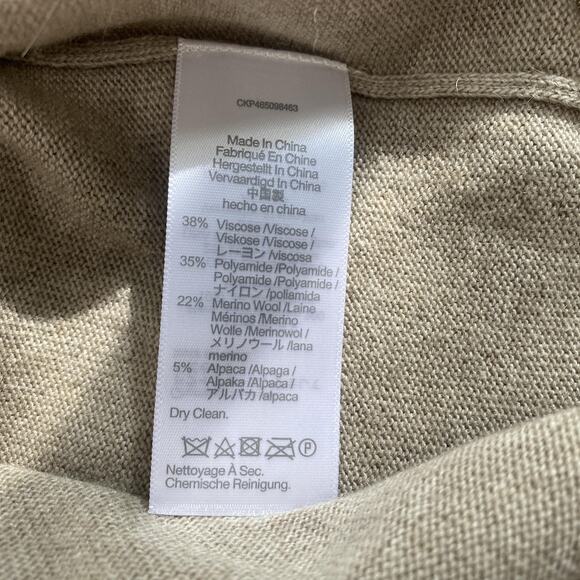 CKP465098463
Made In China
Fabriqué En Chine
Hergestellt In China
Vervaardigd In China
中国製
hecho en china
38% Viscose /Viscose /
Viskose /Viscose /
レーヨン /viscosa
35% Polyamide /Polyamide /
Polyamide /Polyamide /
ナイロン /poliamida
22% Merino Wool /Laine
Mérinos /Merino
Wolle /Merinowol /
メリノウール /lana
merino
5% Alpaca /Alpaga /
Alpaka /Alpaca /
アルパカ /alpaca
Dry Clean.
P
Nettoyage À Sec.
Chemische Reinigung.